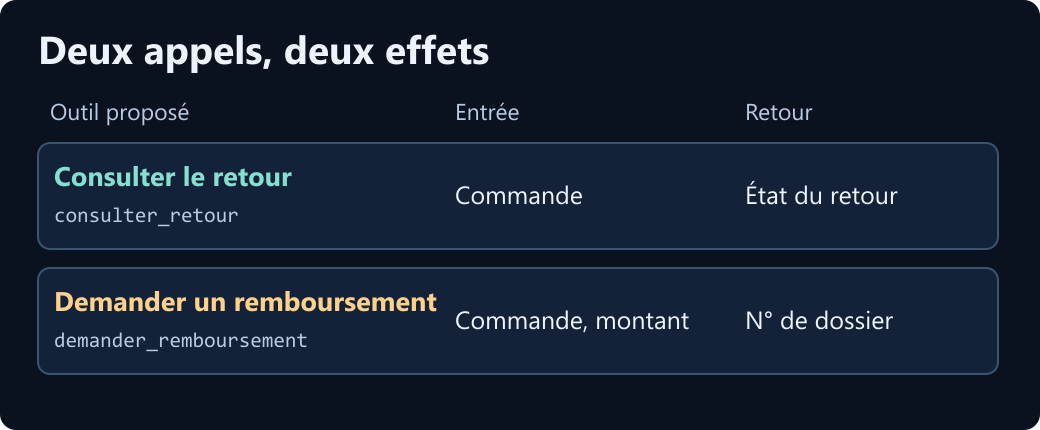 Deux appels, deux effets
Outil proposé Entrée Retour
Consulter le retour
consulter_retour
Commande
État du retour
Demander un remboursement
demander_remboursement
Commande, montant
N° de dossier